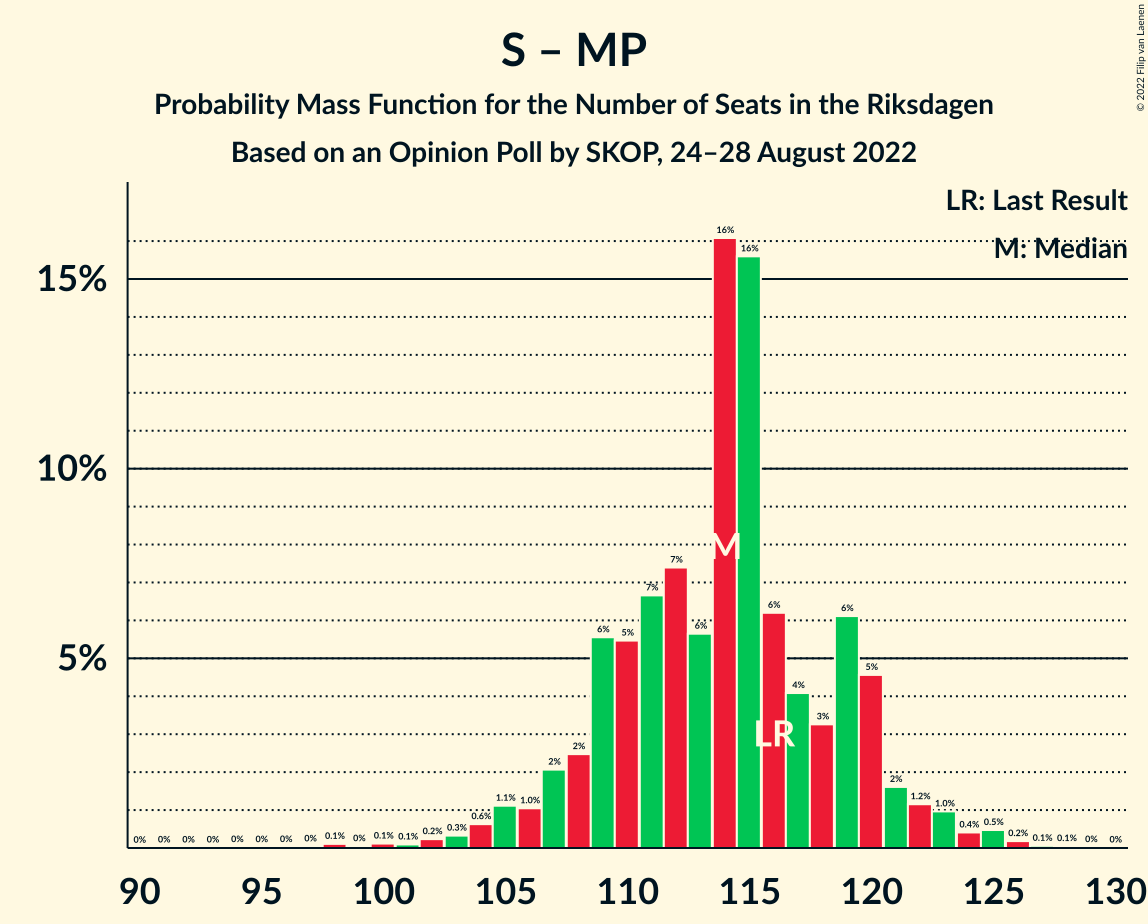 S – MP
Probability Mass Function for the Number of Seats in the Riksdagen
Based on an Opinion Poll by SKOP, 24–28 August 2022
© 2022 Filip van Laenen
LR: Last Result
M: Median
15%
10%
5%
0% 0% 0% 0% 0% 0% 0% 0% 0.1% 0% 0.1% 0.1% 0.2% 0.3% 0.6% 1.1% 1.0% 2% 2% 6% 5% 7% 7% 6% 16% 16% 6% 4% 3% 6% 5% 2% 1.2% 1.0% 0.4% 0.5% 0.2% 0.1% 0.1% 0% 0%
M
LR
90 95 100 105 110 115 120 125 130